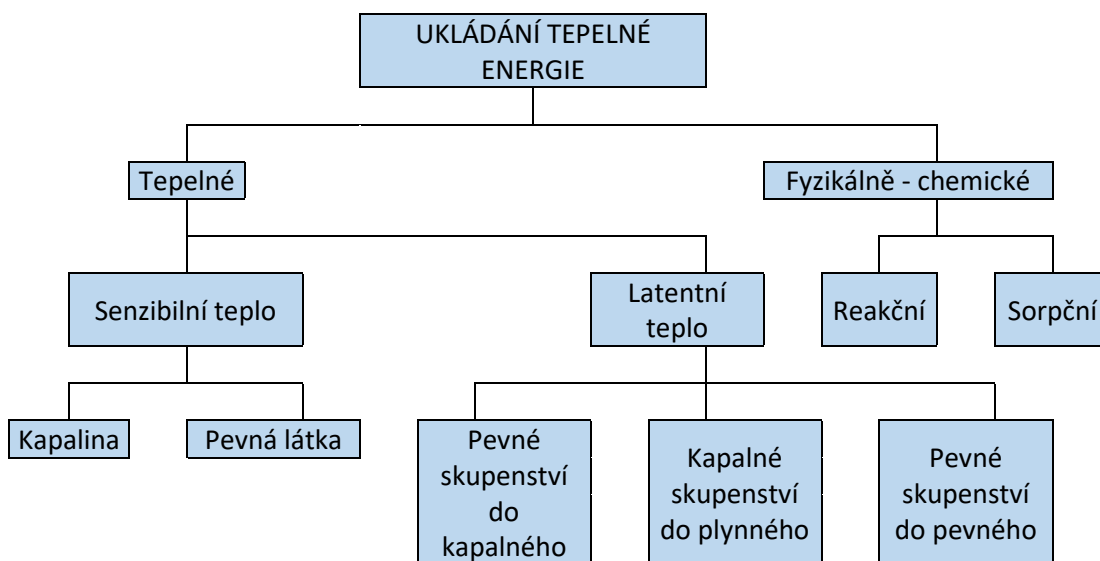 UKLÁDÁNÍ TEPELNÉ
ENERGIE
Tepelné
Fyzikálně - chemické
Senzibilní teplo
Latentní
teplo
Reakční
Sorpční
Kapalina
Pevná látka
Pevné
skupenství
do
kapalného
Kapalné
skupenství
do plynného
Pevné
skupenství
do pevného